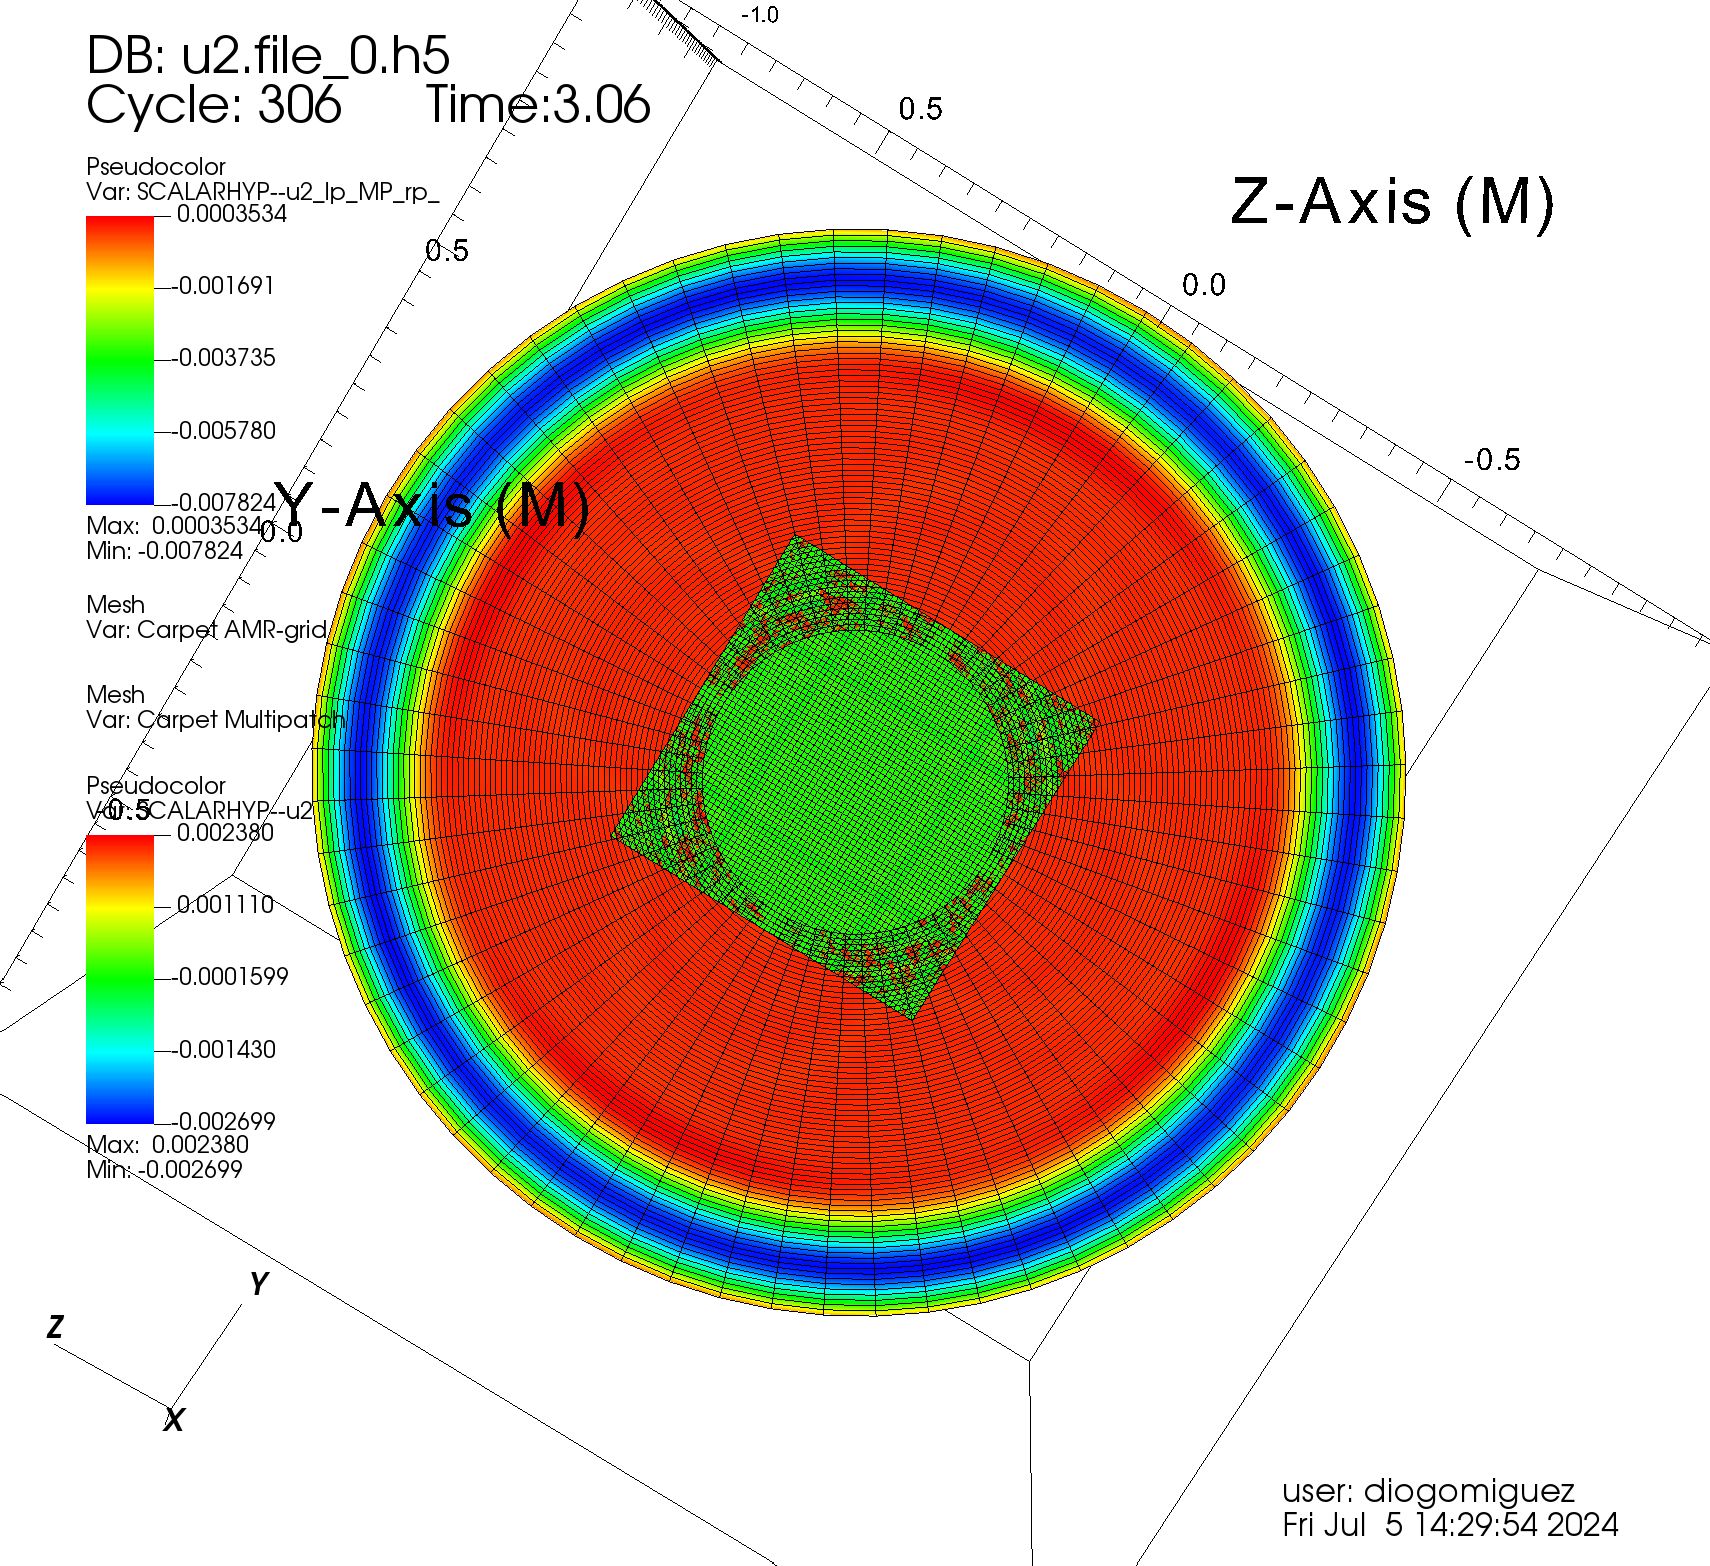 DB: u2.file_0.h5
Cycle: 306 Time:3.06
Pseudocolor
Var: SCALARHYP--u2_lp_MP_rp_
0.0003534
-0.001691
-0.003735
-0.005780
-0.007824
Max: 0.0003534
Min: -0.007824
Mesh
Var: Carpet AMR-grid
Mesh
Var: Carpet Multipatch
Pseudocolor
Var: SCALARHYP--u2
0.002380
0.001110
-0.0001599
-0.001430
-0.002699
Max: 0.002380
Min: -0.002699
-1.0
0.5
Z-Axis (M)
0.0
-0.5
0.5
Y-Axis (M)
0.0
-0.5
Y
Z
X
user: diogomiguez
Fri Jul 5 14:29:54 2024